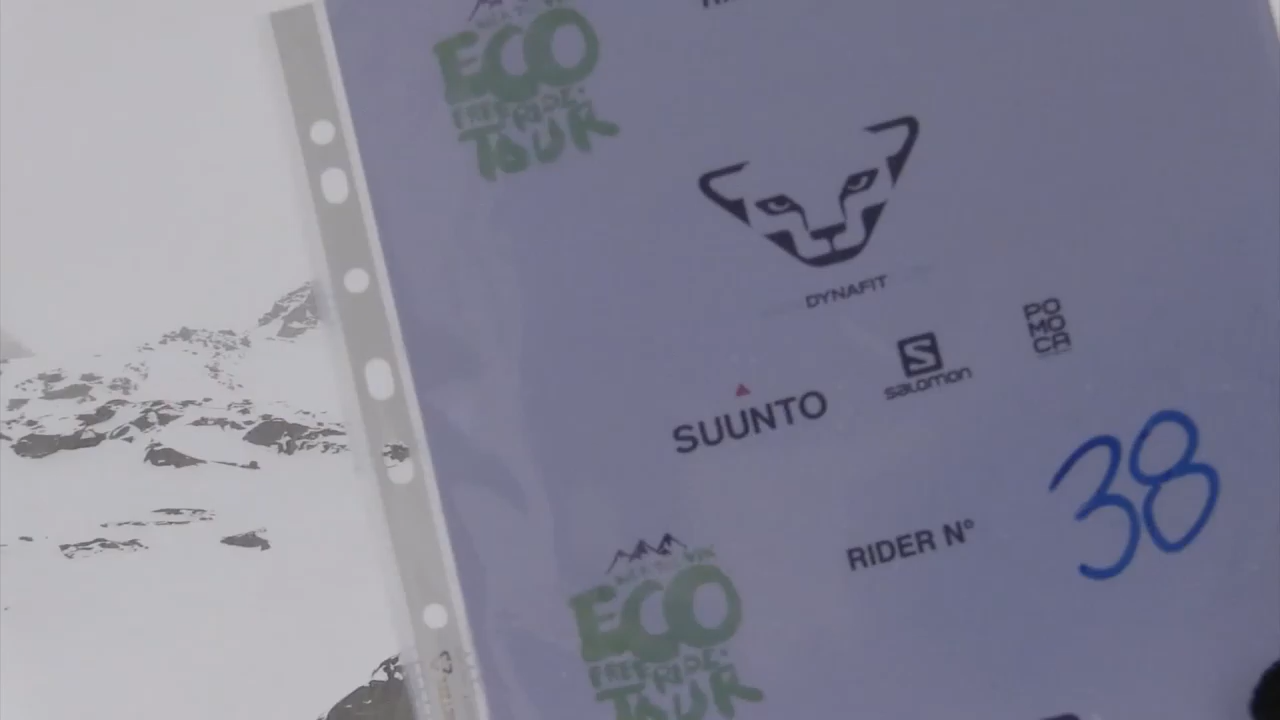 ECO
FREERIDE
TOUR
DYNAFIT
SUUNTO
S
salomon
PO
MO
CA
RIDER N° 38
ECO
FREERIDE
TOUR